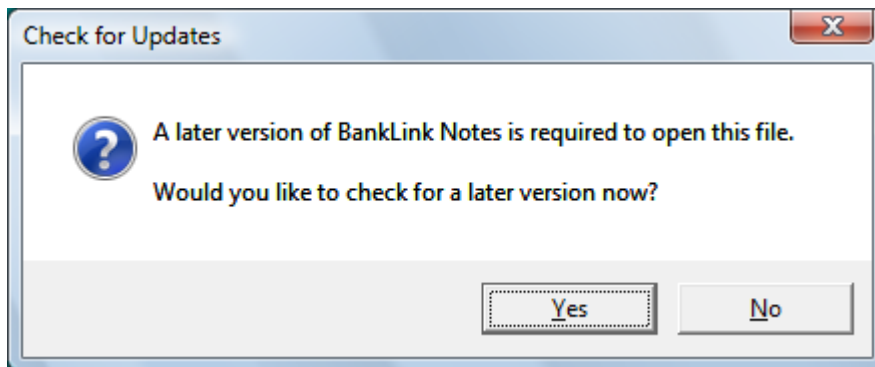 Check for Updates
A later version of BankLink Notes is required to open this file.
Would you like to check for a later version now?
Yes No